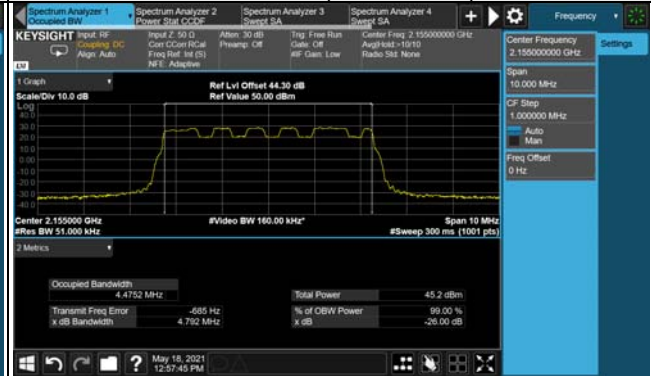 Spectrum Analyzer 1
Occupied BW
Spectrum Analyzer 2
Power Stat CCDF
Spectrum Analyzer 3
Swept SA
Spectrum Analyzer 4
Swept SA
Frequency
KEYSIGHT
Input: RF
Coupling: DC
Align: Auto
Input Z: 50 Ω
Corr CCorr RCal
Freq Ref: Int (S)
NFE: Adaptive
Atten: 30 dB
Preamp: Off
Trig: Free Run
Gate: Off
#IF Gain: Low
Center Freq: 2.155000000 GHz
Avg|Hold:>10/10
Radio Std: None
Center Frequency
2.155000000 GHz
Settings
Span
10.000 MHz
CF Step
1.000000 MHz
Auto
Man
Freq Offset
0 Hz
1 Graph
Scale/Div 10.0 dB
Ref Lvl Offset 44.30 dB
Ref Value 50.00 dBm
Log
40.0
30.0
20.0
10.0
0.00
-10.0
-20.0
-30.0
-40.0
Center 2.155000 GHz
#Video BW 160.00 kHz*
Span 10 MHz
#Res BW 51.000 kHz
#Sweep 300 ms (1001 pts)
2 Metrics
Occupied Bandwidth
4.4752 MHz
Total Power
45.2 dBm
Transmit Freq Error
-685 Hz
% of OBW Power
99.00 %
x dB Bandwidth
4.792 MHz
x dB
-26.00 dB
?
May 18, 2021
12:57:45 PM